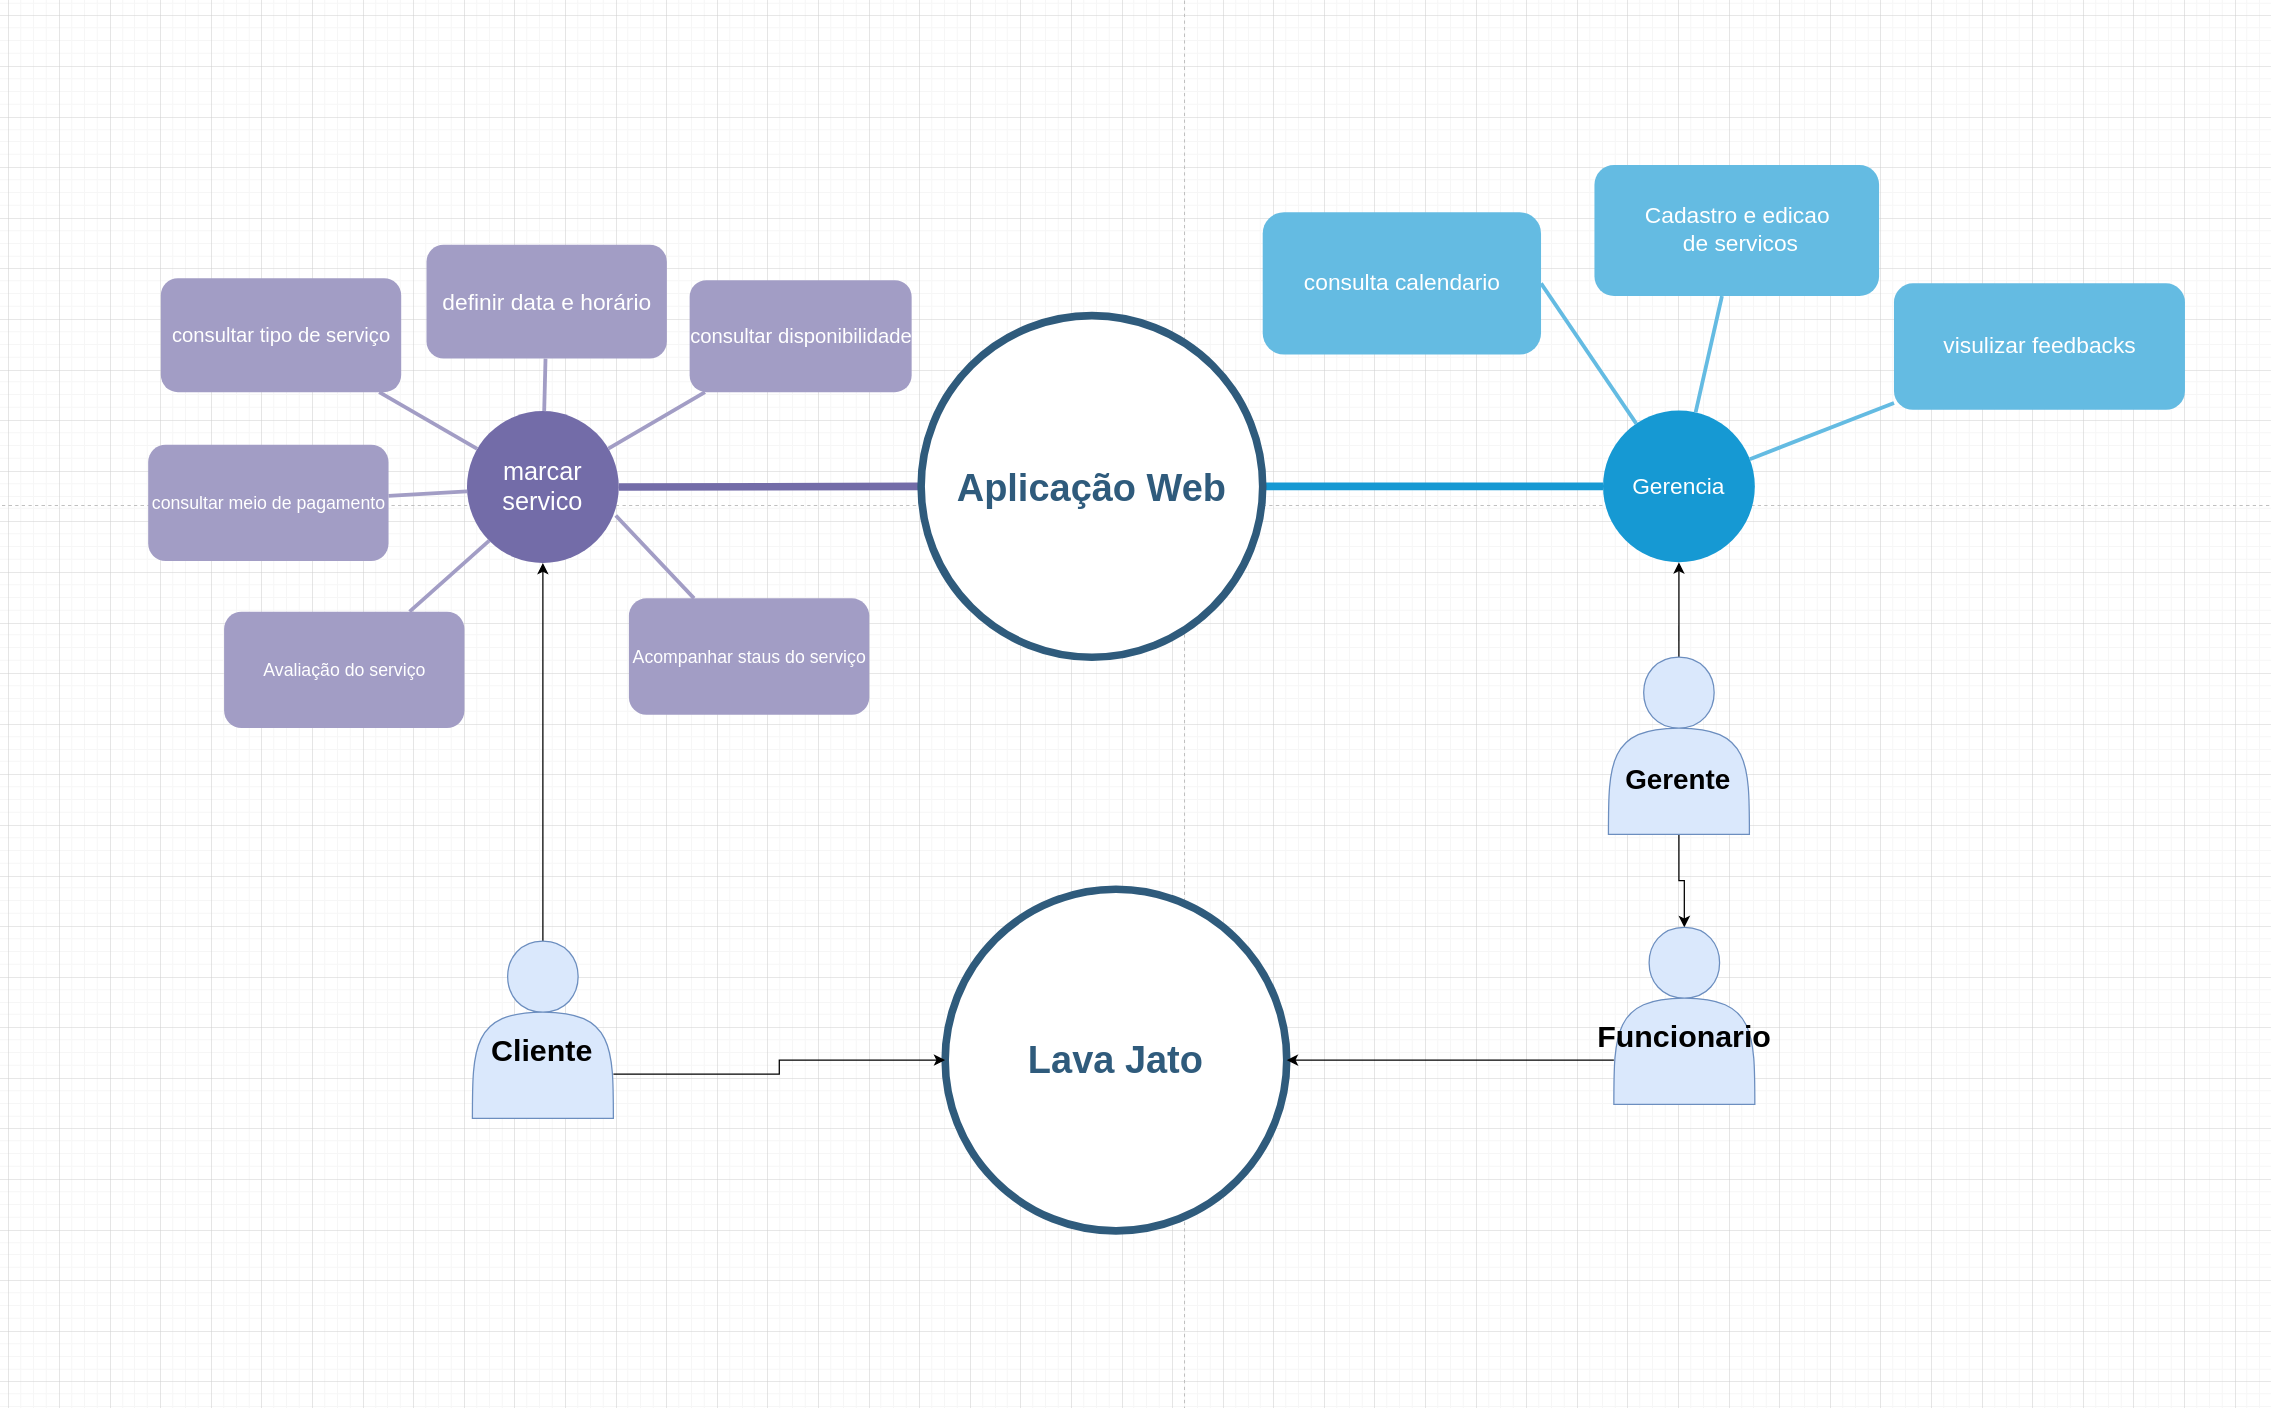 Cadastro e edicao
de servicos
consulta calendario
definir data e horário
consultar tipo de serviço
consultar disponibilidade
visulizar feedbacks
marcar
servico
Aplicação Web
Gerencia
consultar meio de pagamento
Avaliação do serviço
Acompanhar staus do serviço
Gerente
Cliente
Lava Jato
Funcionario